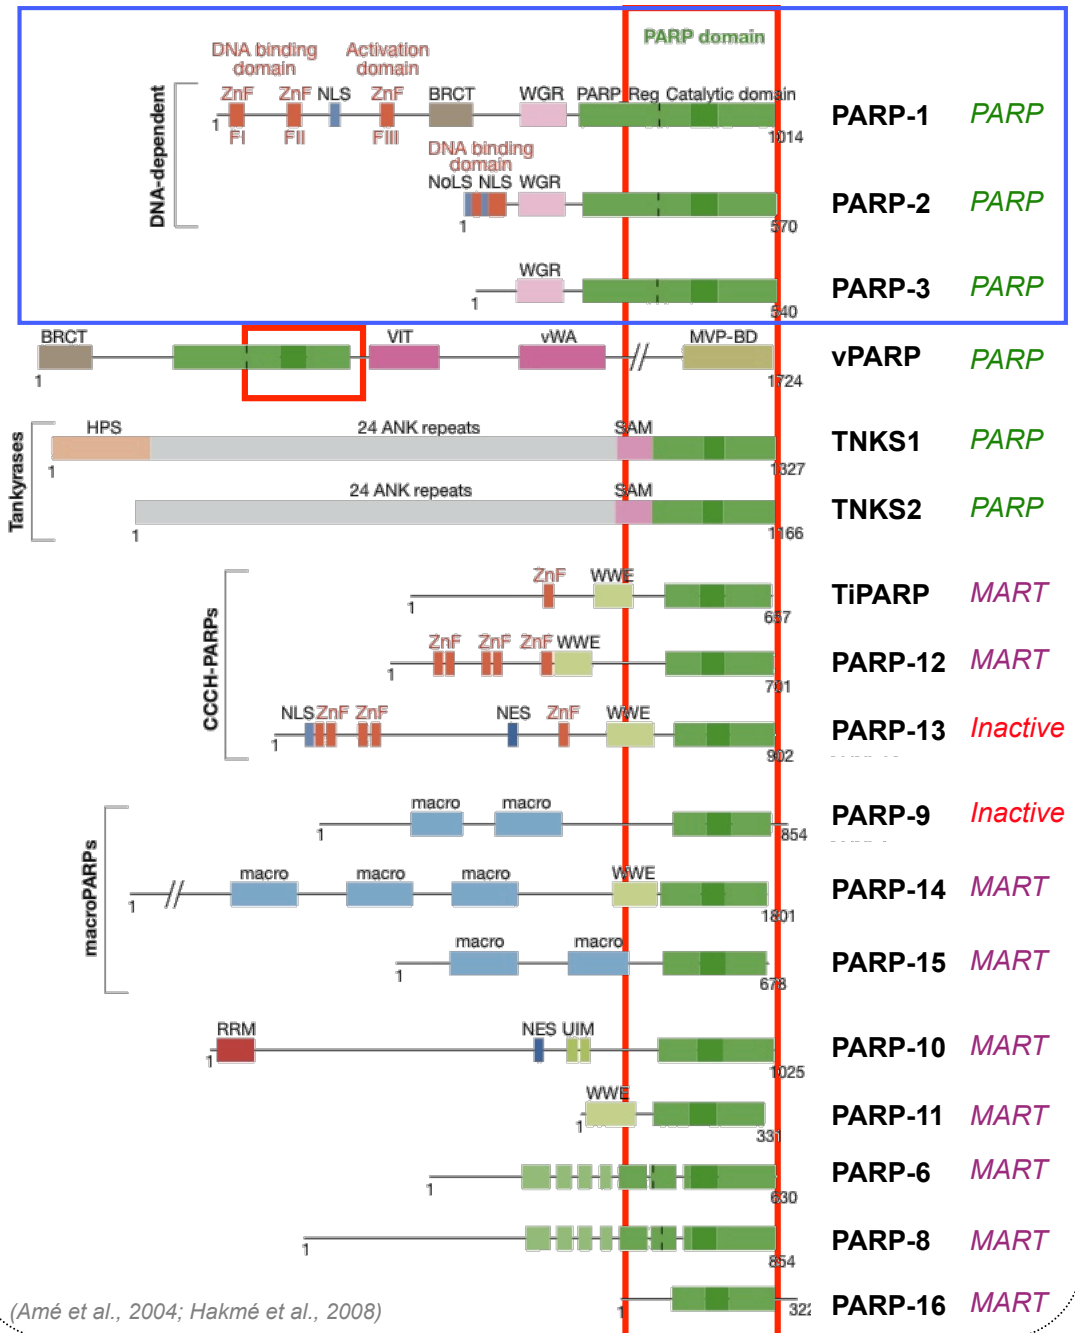 PARP domain
DNA binding domain
Activation domain
ZnF ZnF NLS ZnF BRCT WGR PARP Reg Catalytic domain
FI FII FIII
1 1014
PARP-1 PARP
DNA-dependent
DNA binding domain
NoLS NLS WGR
1 570
PARP-2 PARP
WGR
1 540
PARP-3 PARP
BRCT VIT vWA MVP-BD
1 1724
vPARP PARP
Tankyrases
HPS 24 ANK repeats SAM
1 1327
TNKS1 PARP
24 ANK repeats SAM
1 1166
TNKS2 PARP
CCCH-PARPs
ZnF WWE
1 657
TiPARP MART
ZnF ZnF ZnF WWE
1 701
PARP-12 MART
NLS ZnF ZnF NES ZnF WWE
1 902
PARP-13 Inactive
macroPARPs
macro macro
1 854
PARP-9 Inactive
macro macro macro WWE
1 1801
PARP-14 MART
macro macro
1 678
PARP-15 MART
RRM NES UIM
1 1025
PARP-10 MART
WWE
1 331
PARP-11 MART
1 630
PARP-6 MART
1 854
PARP-8 MART
1 322
PARP-16 MART
(Amé et al., 2004; Hakmé et al., 2008)